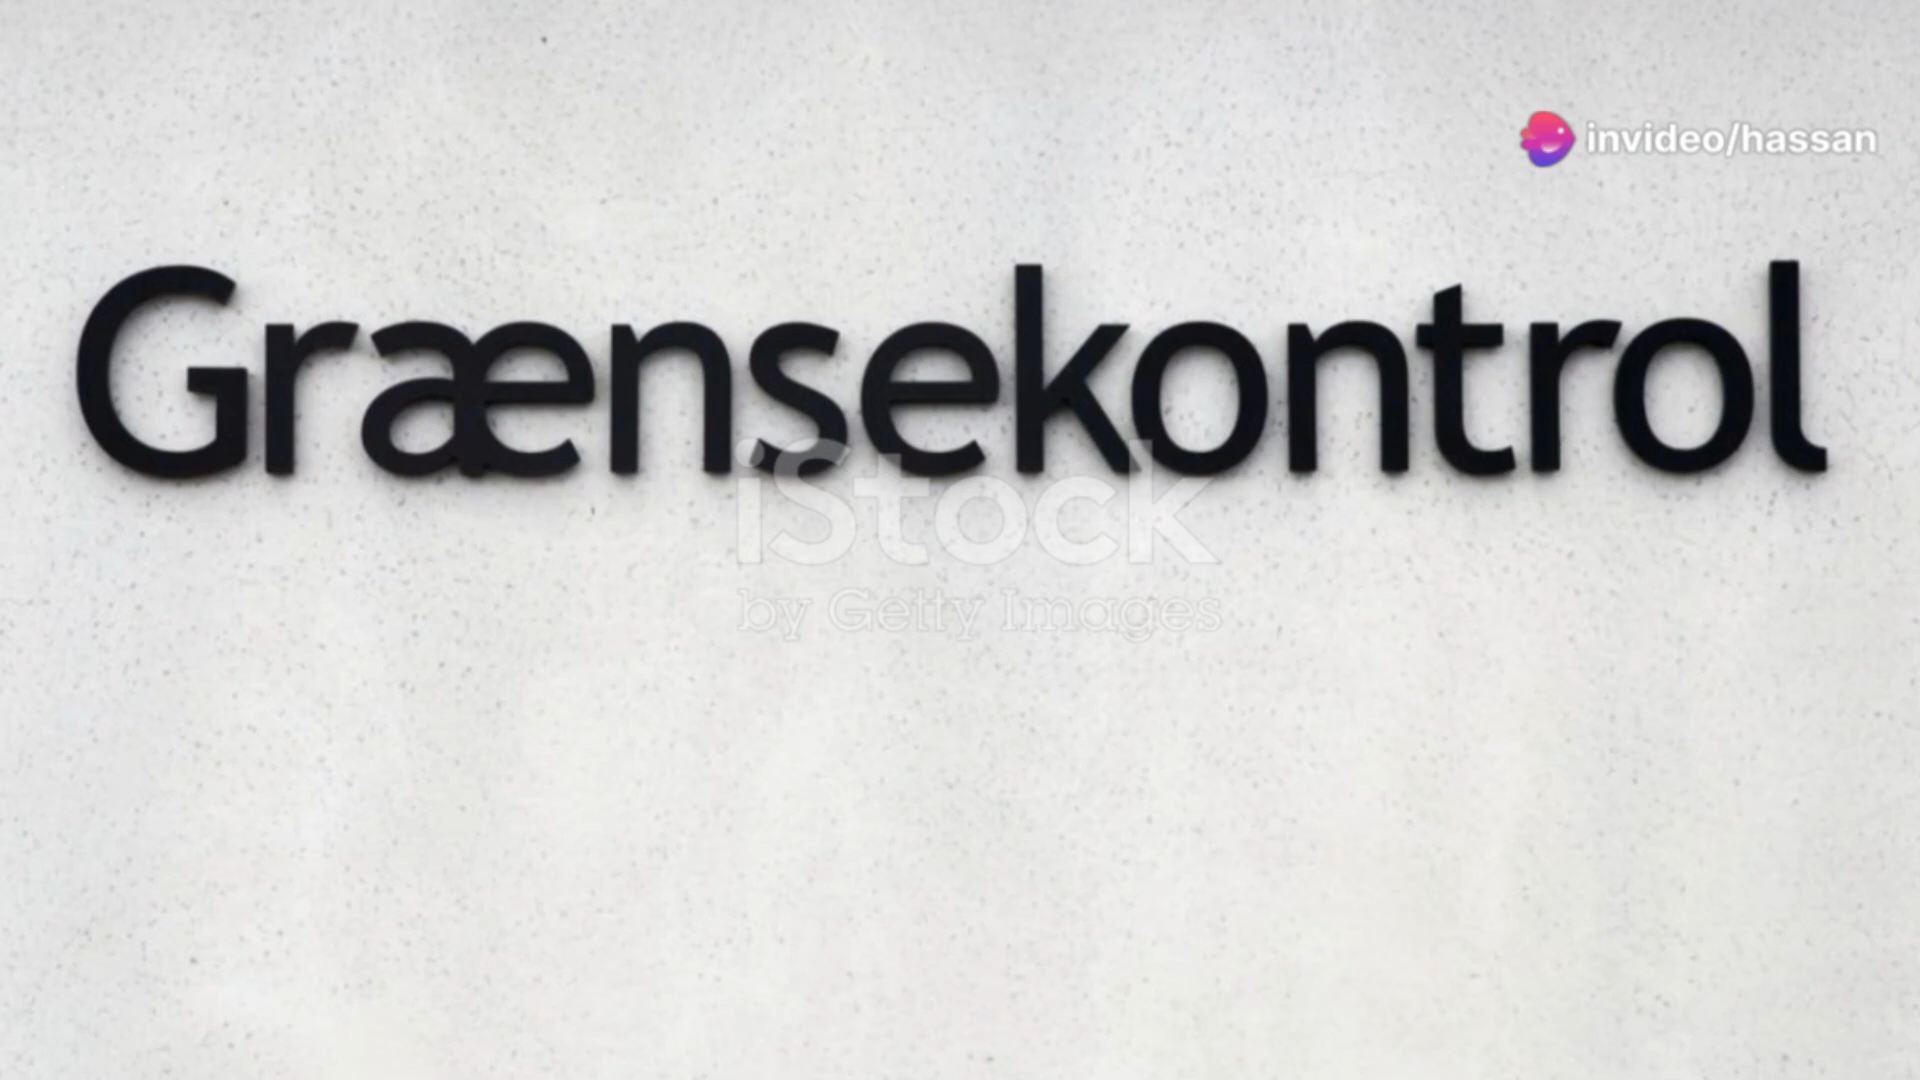 invideo/hassan
Grænsekontrol
iStock
by Getty Images